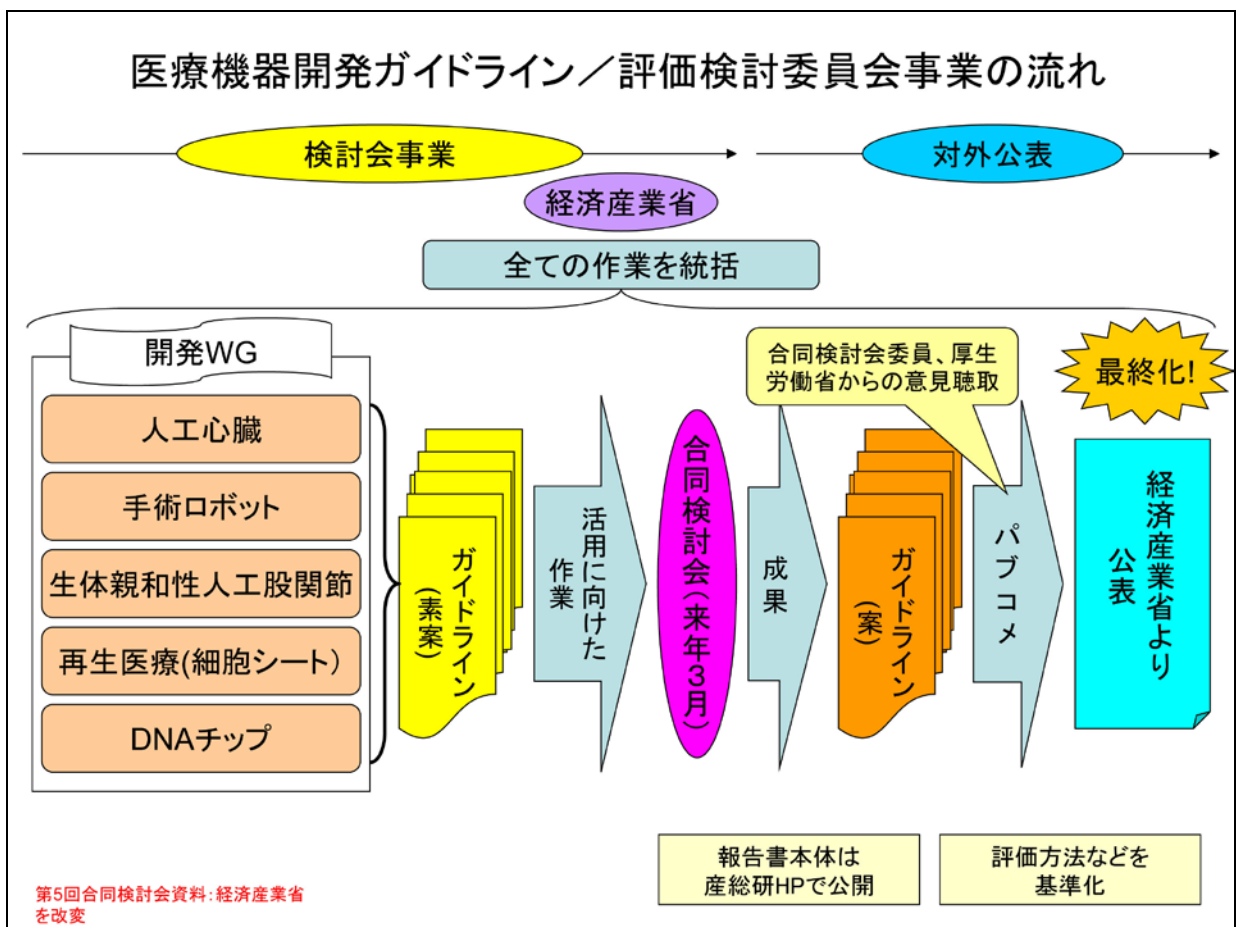 医療機器開発ガイドライン／評価検討委員会事業の流れ
検討会事業
対外公表
経済産業省
全ての作業を統括
開発WG
人工心臓
手術ロボット
生体親和性人工股関節
再生医療(細胞シート）
DNAチップ
ガイドライン
(素案)
活用に向けた
作業
合同検討会(来年３月)
成果
合同検討会委員、厚生
労働省からの意見聴取
ガイドライン
(案)
パブコメ
最終化!
経済産業省より
公表
報告書本体は
産総研HPで公開
評価方法などを
基準化
第5回合同検討会資料：経済産業省
を改変